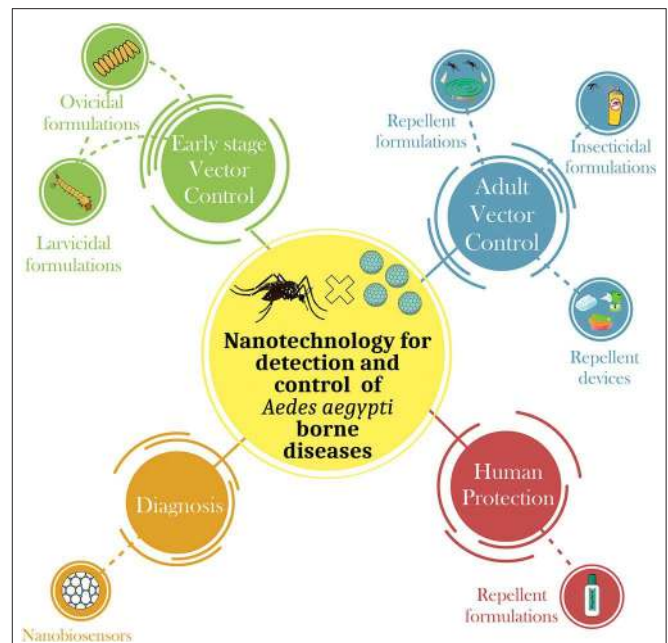 Ovicidal
formulations
Early stage
Vector
Control
Larvicidal
formulations
Repellent
formulations
Insecticidal
formulations
Adult
Vector
Control
Repellent
devices
Nanotechnology for
detection and
control of
Aedes aegypti
borne
diseases
Diagnosis
Nanobiosensors
Human
Protection
Repellent
formulations